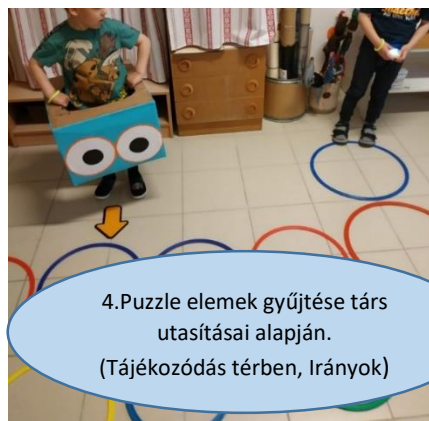 4.Puzzle elemek gyűjtése társ
utasításai alapján.
(Tájékozódás térben, Irányok)